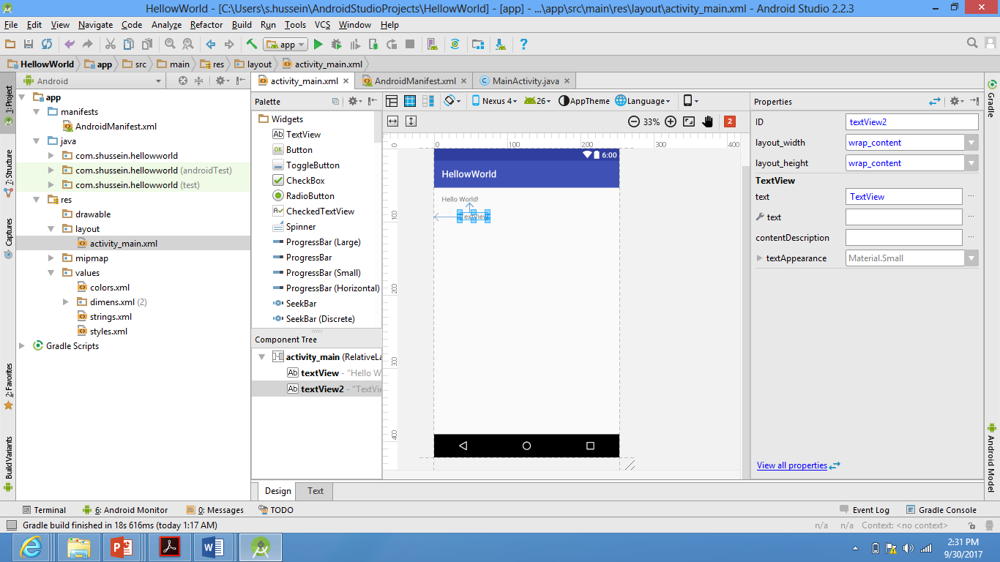 HellowWorld - [C:\Users\s.hussein\AndroidStudioProjects\HellowWorld] - [app] - ...\app\src\main\res\layout\activity_main.xml - Android Studio 2.2.3
File Edit View Navigate Code Analyze Refactor Build Run Tools VCS Window Help
app
HellowWorld app src main res layout activity_main.xml
Android
activity_main.xml AndroidManifest.xml MainActivity.java
1: Project
7: Structure
Captures
2: Favorites
Build Variants
app
manifests
AndroidManifest.xml
java
com.shussein.hellowworld
com.shussein.hellowworld (androidTest)
com.shussein.hellowworld (test)
res
drawable
layout
activity_main.xml
mipmap
values
colors.xml
dimens.xml (2)
strings.xml
styles.xml
Gradle Scripts
Palette
Widgets
TextView
Button
ToggleButton
CheckBox
RadioButton
CheckedTextView
Spinner
ProgressBar (Large)
ProgressBar
ProgressBar (Small)
ProgressBar (Horizontal)
SeekBar
SeekBar (Discrete)
Component Tree
activity_main (RelativeLa
textView - "Hello W
textView2 - "TextVie
Nexus 4 26 AppTheme Language
33% 2
0 100 200 300 400
0
100
200
300
400
6:00
HellowWorld
Hello World!
TextView
Properties
ID textView2
layout_width wrap_content
layout_height wrap_content
TextView
text TextView ...
text ...
contentDescription ...
textAppearance Material.Small
View all properties
Gradle
Android Model
Design Text
Terminal 6: Android Monitor 0: Messages TODO Event Log Gradle Console
Gradle build finished in 18s 616ms (today 1:17 AM) n/a n/a Context: <no context>
2:31 PM
9/30/2017